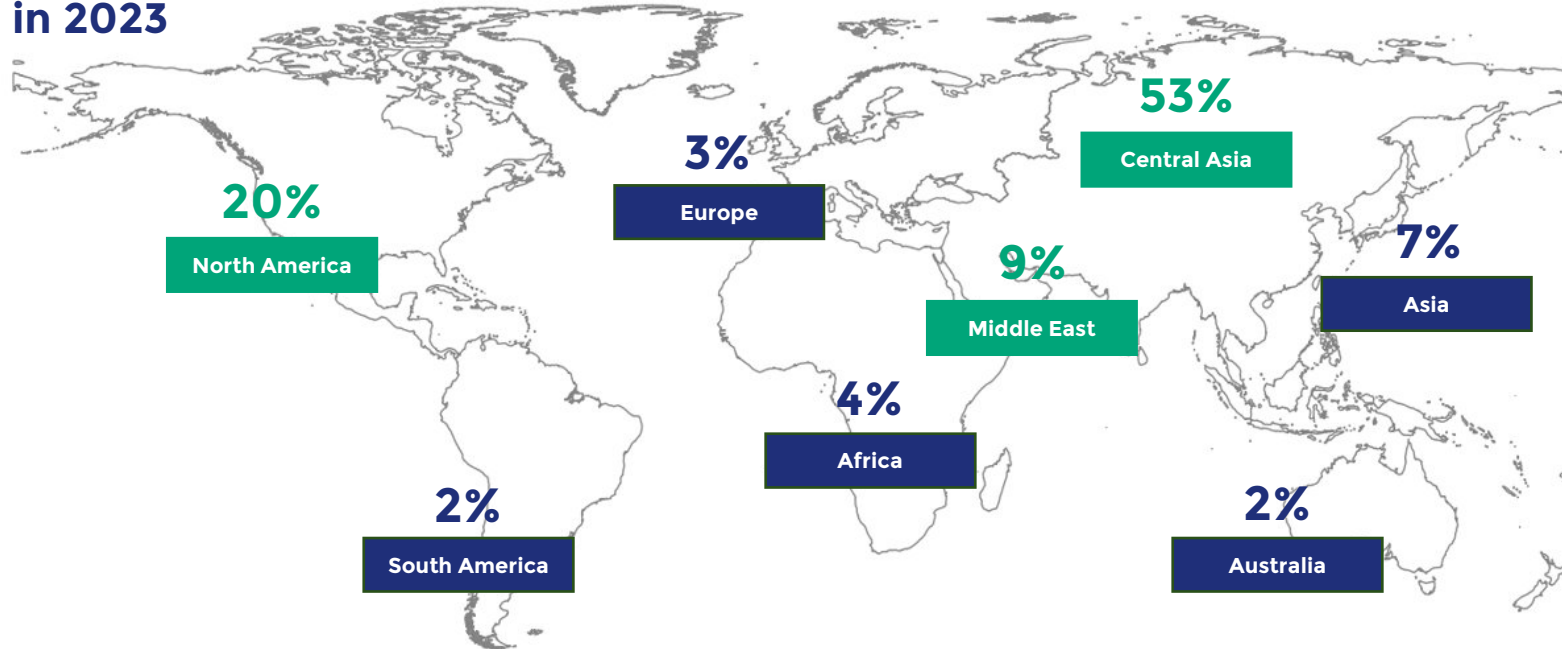 in 2023
53%
Central Asia
3%
Europe
20%
North America
7%
Asia
9%
Middle East
4%
Africa
2%
South America
2%
Australia